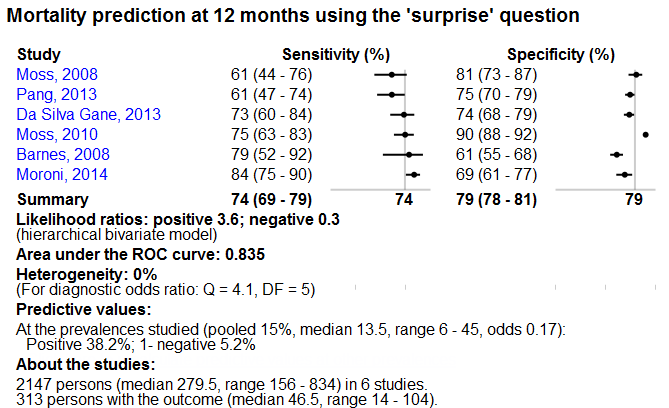 Mortality prediction at 12 months using the 'surprise' question
Study Sensitivity (%) Specificity (%)
Moss, 2008 61 (44 - 76) 81 (73 - 87)
Pang, 2013 61 (47 - 74) 75 (70 - 79)
Da Silva Gane, 2013 73 (60 - 84) 74 (68 - 79)
Moss, 2010 75 (63 - 83) 90 (88 - 92)
Barnes, 2008 79 (52 - 92) 61 (55 - 68)
Moroni, 2014 84 (75 - 90) 69 (61 - 77)
Summary 74 (69 - 79) 74 79 (78 - 81) 79
Likelihood ratios: positive 3.6; negative 0.3
(hierarchical bivariate model)
Area under the ROC curve: 0.835
Heterogeneity: 0%
(For diagnostic odds ratio: Q = 4.1, DF = 5)
Predictive values:
At the prevalences studied (pooled 15%, median 13.5, range 6 - 45, odds 0.17):
Positive 38.2%; 1- negative 5.2%
About the studies:
2147 persons (median 279.5, range 156 - 834) in 6 studies.
313 persons with the outcome (median 46.5, range 14 - 104).